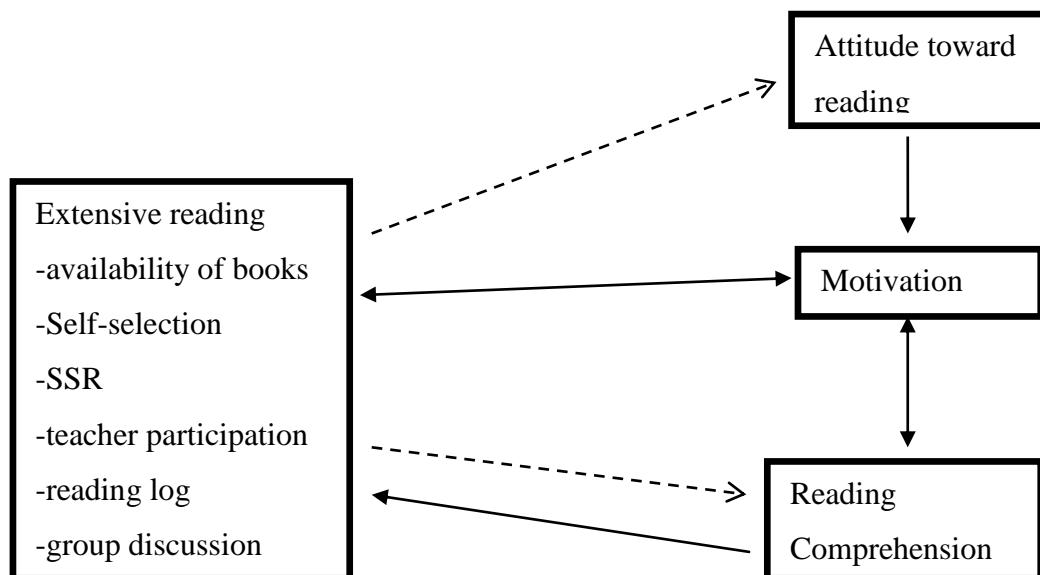 Attitude toward
reading
Extensive reading
-availability of books
-Self-selection
-SSR
-teacher participation
-reading log
-group discussion
Motivation
Reading
Comprehension